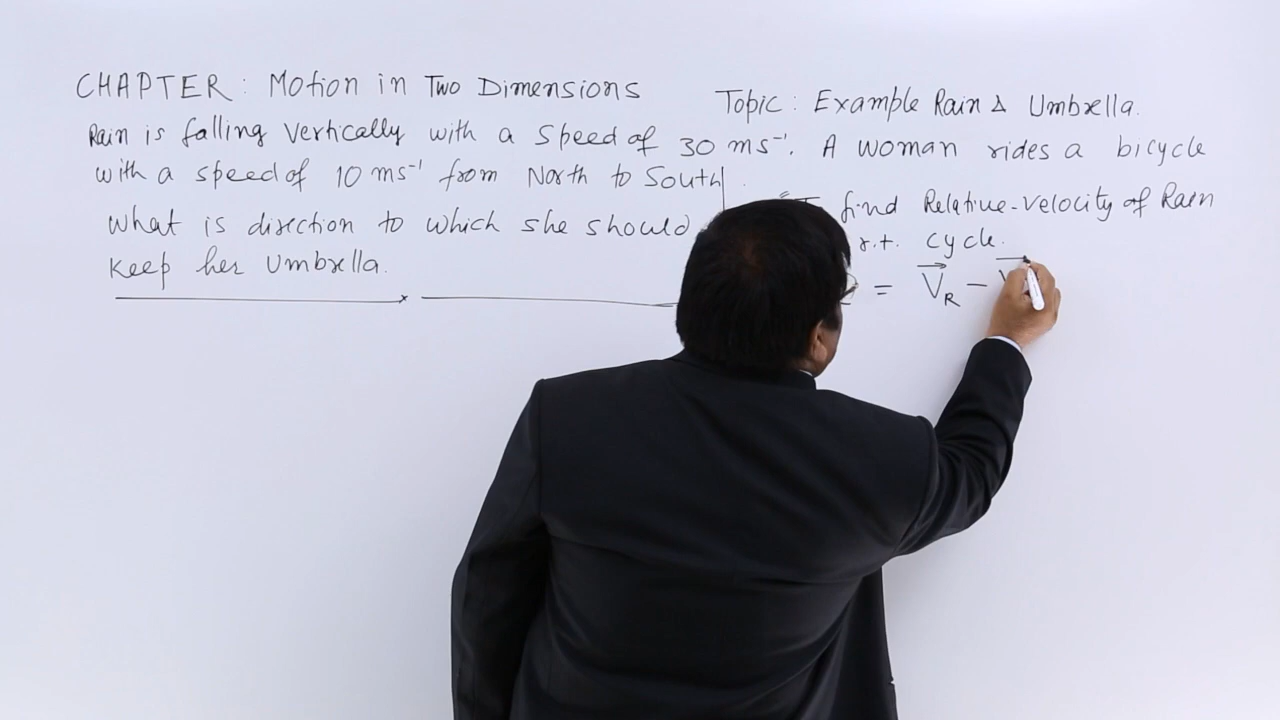 CHAPTER : Motion in Two Dimensions
Topic : Example Rain Δ Umbrella.
Rain is falling vertically with a speed of 30 ms⁻¹. A woman rides a bicycle
with a speed of 10 ms⁻¹ from North to South.
What is direction to which she should
keep her Umbrella.
find Relative-velocity of Rain
r.t. cycle.
= V_R − V